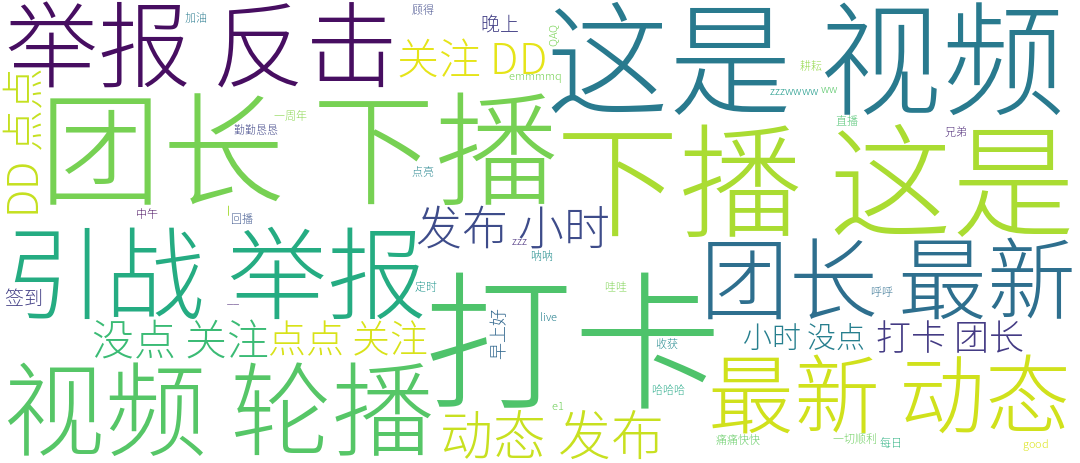 举报 反击
加油
顾得
晚上
关注 DD
QAQ
emmmmq
这是 视频
耕耘
zzzwww ww
ww
直播
兄弟
DD 点点
团长 下播
一周年
勤勤恳恳
点亮
中午
回播
下播 这是
引战 举报
发布 小时
zzz
呐呐
签到
定时
一一
团长 最新
呼呼
哇哇
没点 关注
点点 关注
早上好
live
打卡
收获
小时 没点
打卡 团长
视频 轮播
哈哈哈
e1
动态 发布
最新 动态
痛痛快快
一切顺利
每日
good